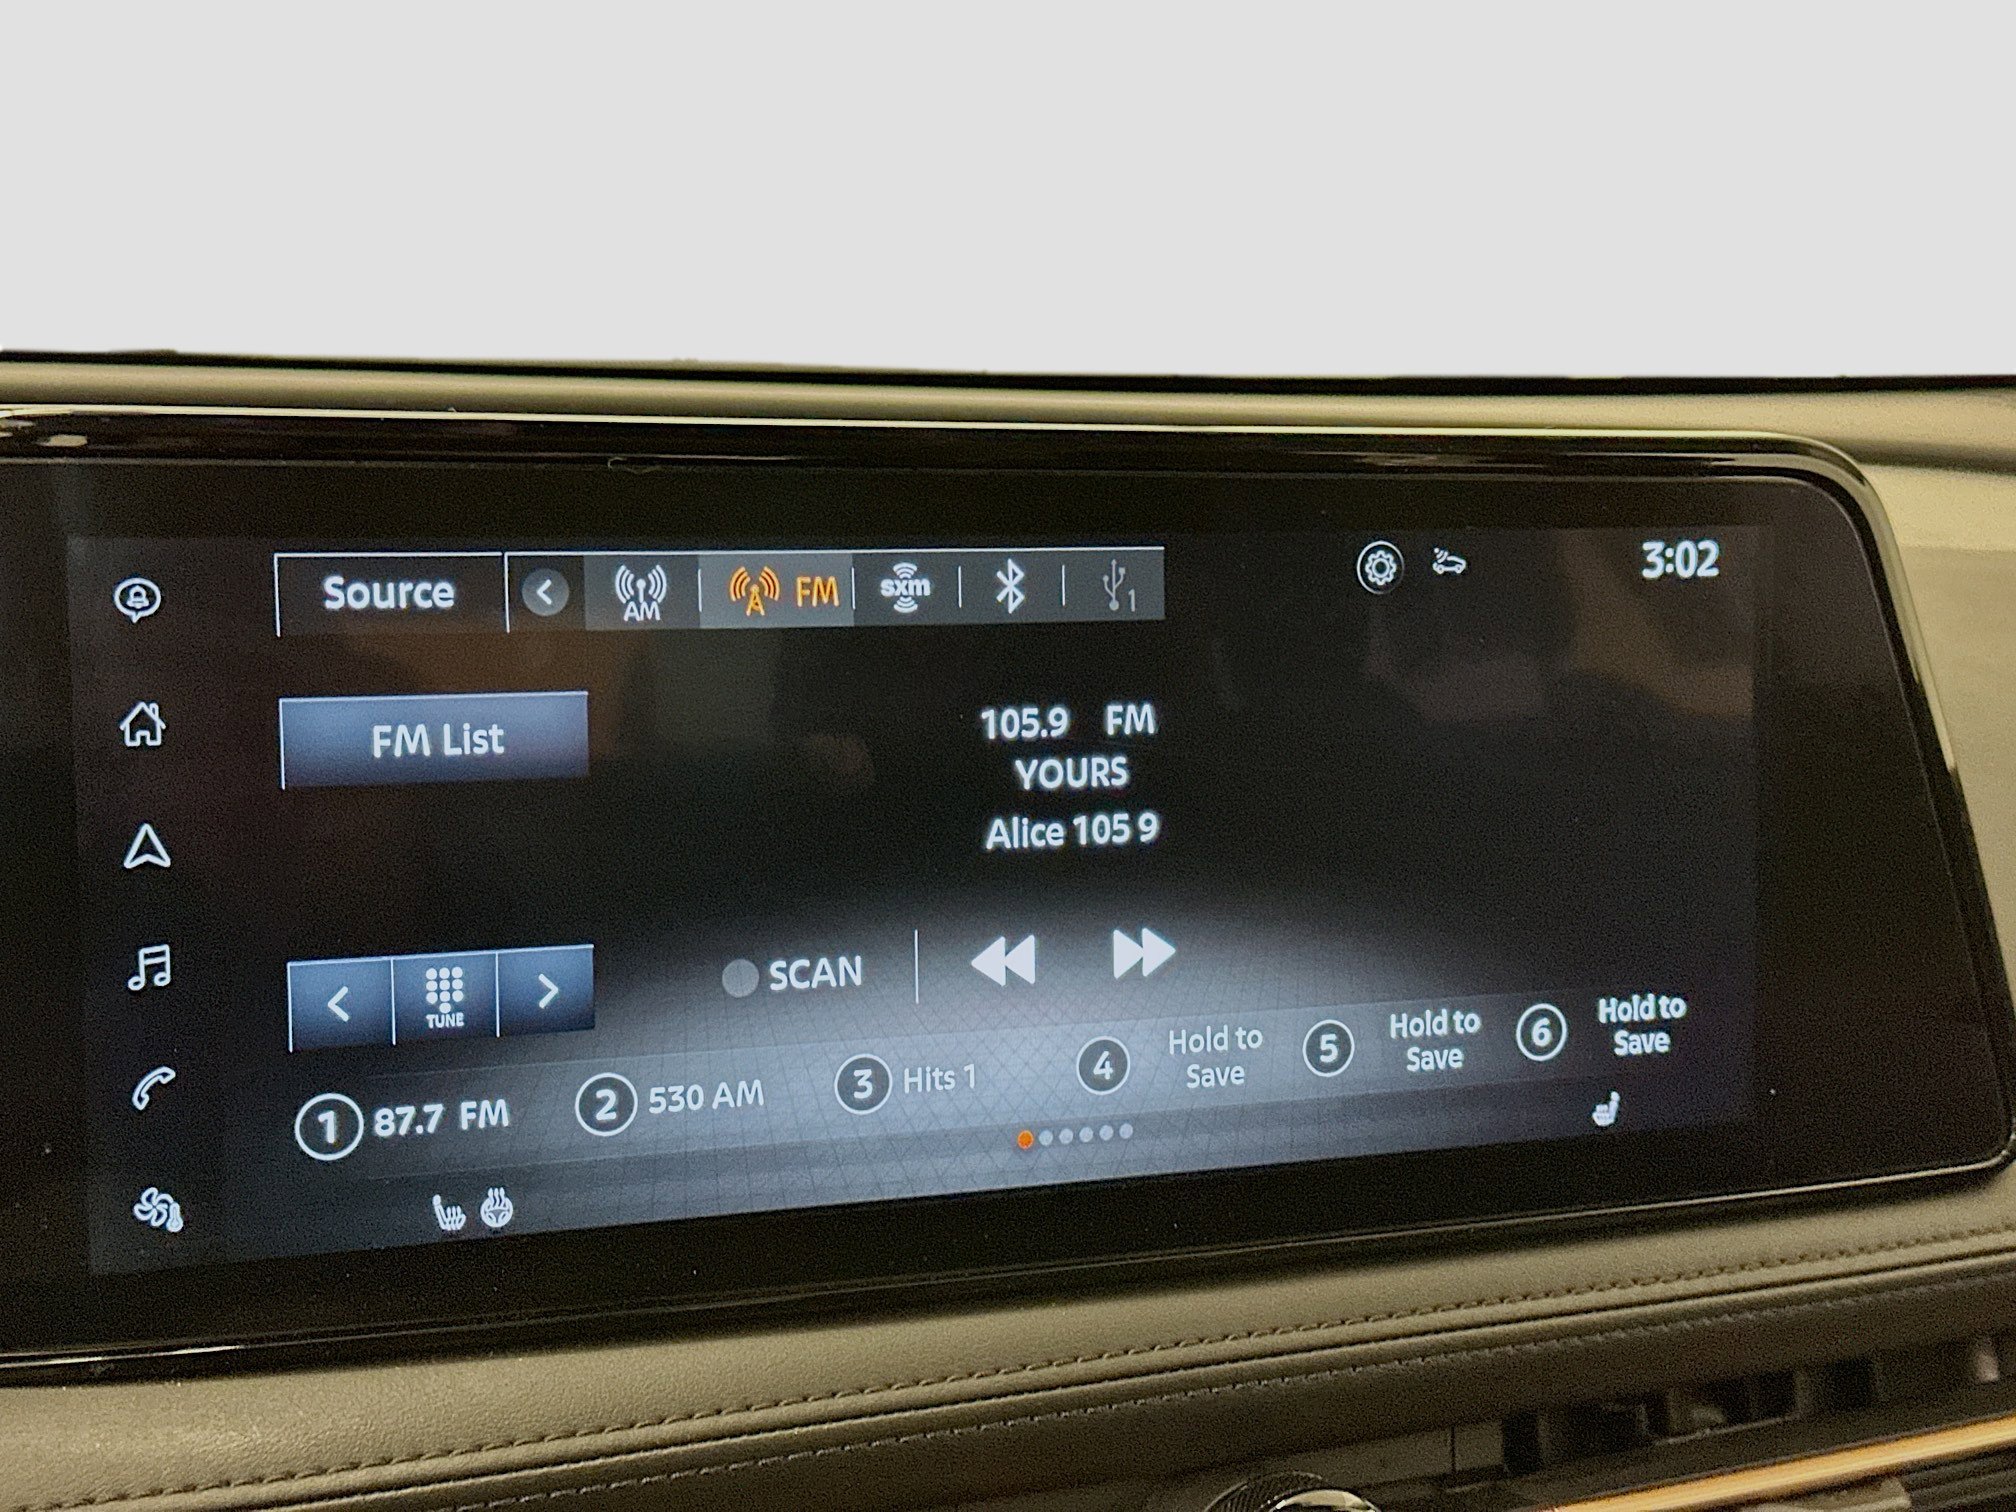 Source
AM
FM
sxm
1
3:02
FM List
105.9 FM
YOURS
Alice 105 9
TUNE
SCAN
1 87.7 FM
2 530 AM
3 Hits 1
4 Hold to
Save
5 Hold to
Save
6 Hold to
Save